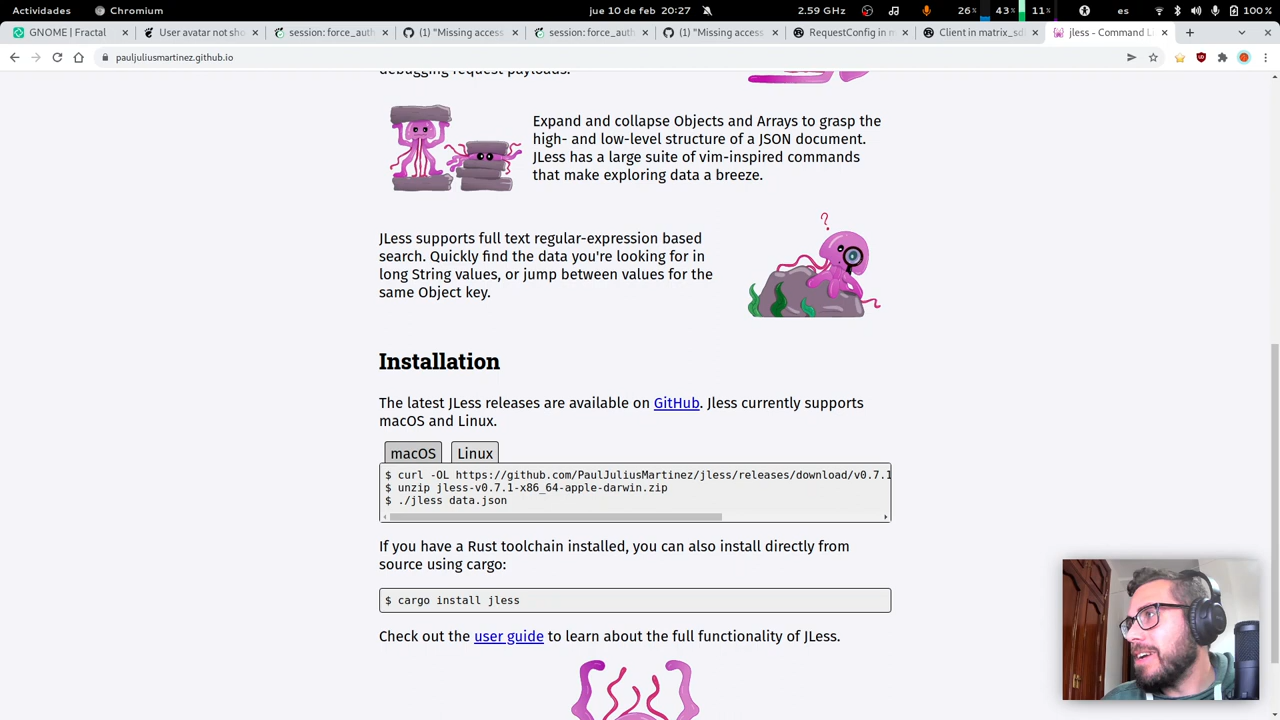 Actividades
Chromium
jue 10 de feb 20:27
2.59 GHz
26%
43%
11%
es
100 %
GNOME | Fractal
User avatar not sho
session: force_auth
(1) "Missing access
session: force_auth
(1) "Missing access
RequestConfig in m
Client in matrix_sd
jless - Command Li
pauljuliusmartinez.github.io
debugging request payloads.
Expand and collapse Objects and Arrays to grasp the
high- and low-level structure of a JSON document.
JLess has a large suite of vim-inspired commands
that make exploring data a breeze.
?
JLess supports full text regular-expression based
search. Quickly find the data you're looking for in
long String values, or jump between values for the
same Object key.
Installation
The latest JLess releases are available on GitHub. Jless currently supports
macOS and Linux.
macOS
Linux
$ curl -OL https://github.com/PaulJuliusMartinez/jless/releases/download/v0.7.1
$ unzip jless-v0.7.1-x86_64-apple-darwin.zip
$ ./jless data.json
If you have a Rust toolchain installed, you can also install directly from
source using cargo:
$ cargo install jless
Check out the user guide to learn about the full functionality of JLess.